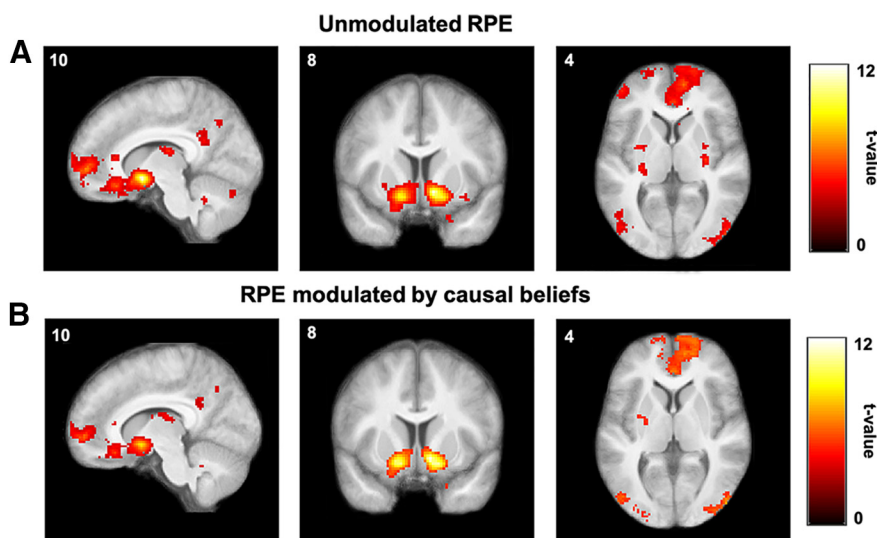 Unmodulated RPE
A
10
8
4
12
t-value
0
RPE modulated by causal beliefs
B
10
8
4
12
t-value
0